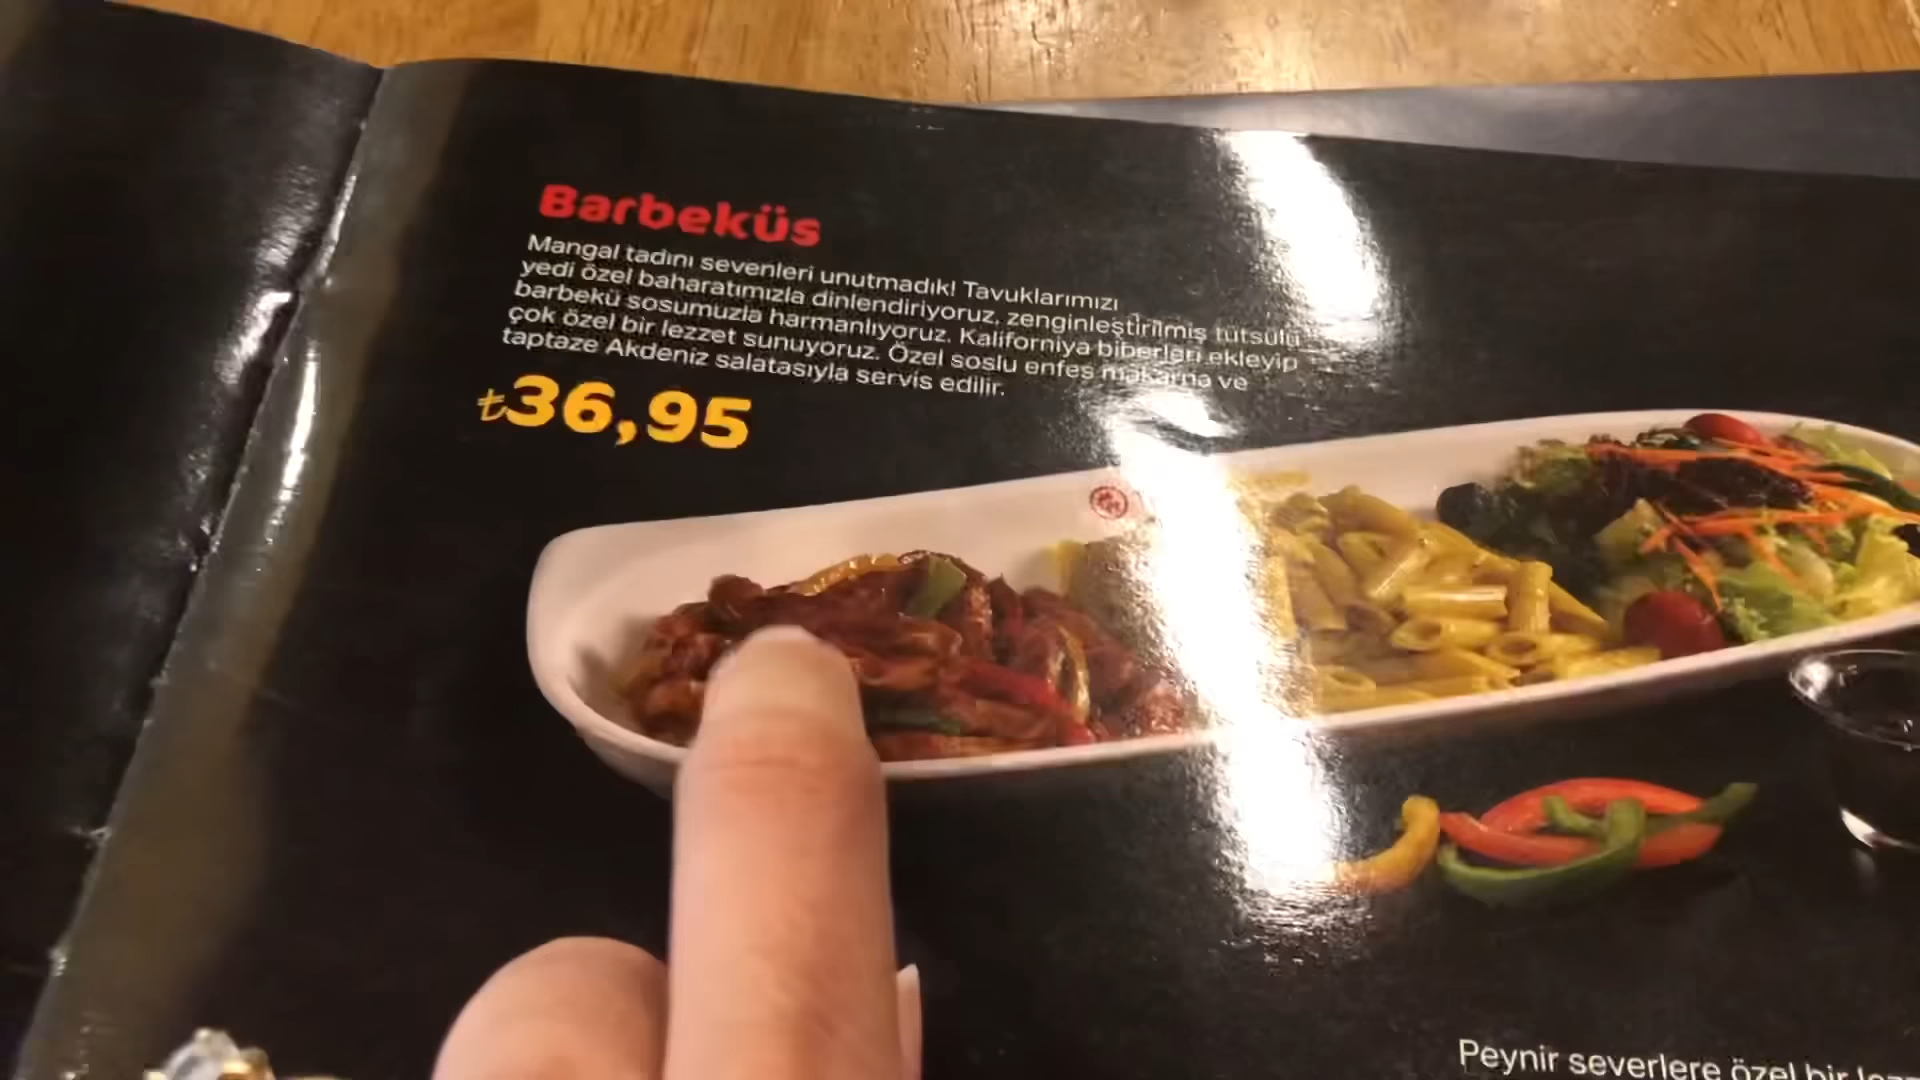 Barbeküs
Mangal tadını sevenleri unutmadık! Tavuklarımızı
yedi özel baharatımızla dinlendiriyoruz, zenginleştirilmiş tütsülü
barbekü sosumuzla harmanlıyoruz. Kaliforniya biberleri ekleyip
çok özel bir lezzet sunuyoruz. Özel soslu enfes makarna ve
taptaze Akdeniz salatasıyla servis edilir.
₺36,95
Peynir severlere özel bir